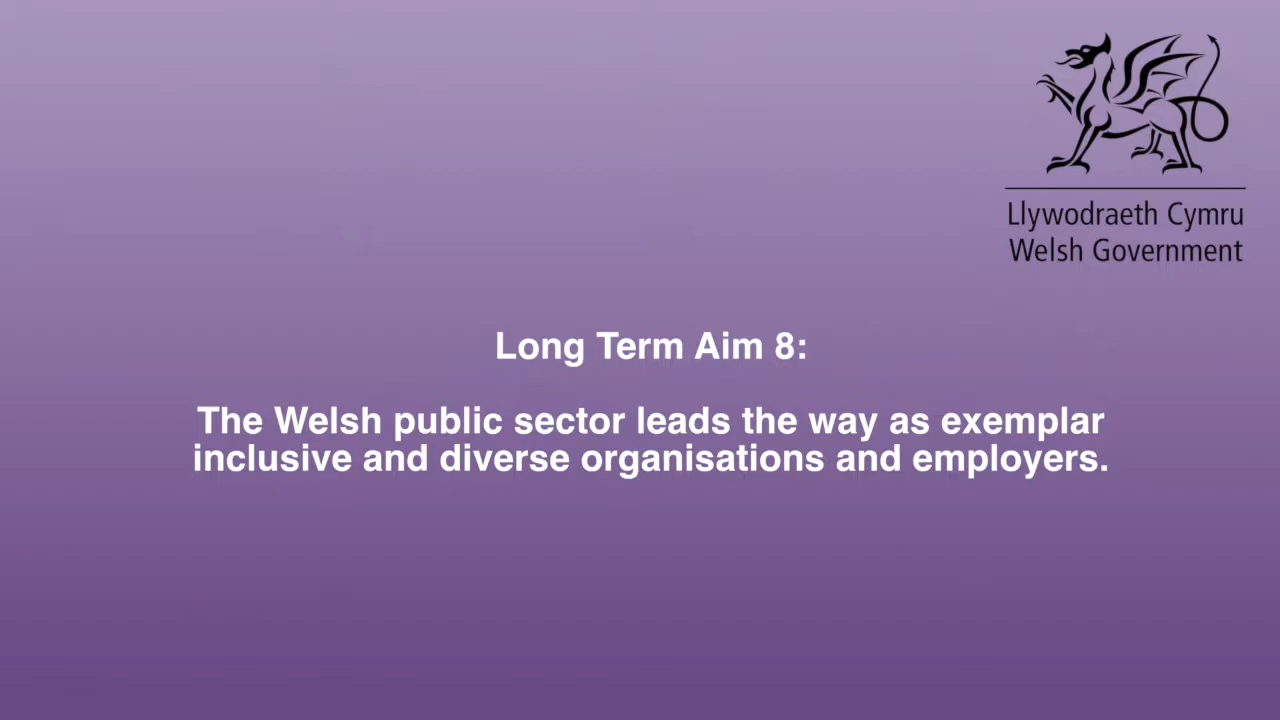 Llywodraeth Cymru
Welsh Government
Long Term Aim 8:
The Welsh public sector leads the way as exemplar
inclusive and diverse organisations and employers.